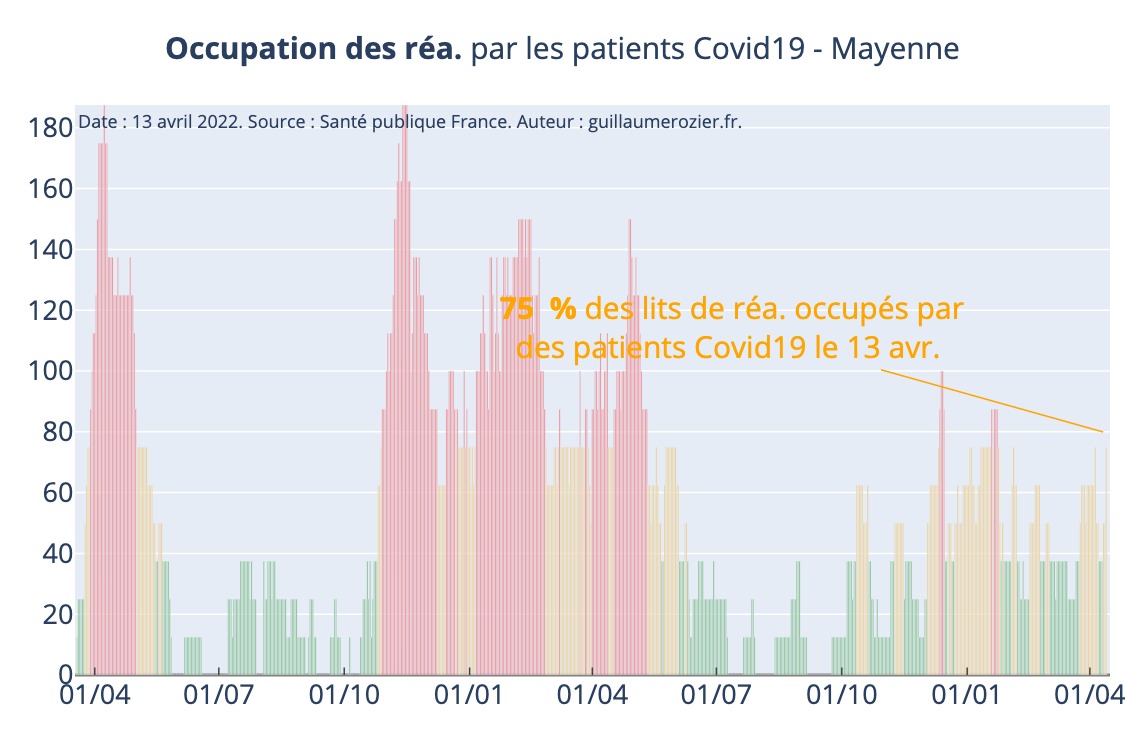 Occupation des réa. par les patients Covid19 - Mayenne
Date : 13 avril 2022. Source : Santé publique France. Auteur : guillaumerozier.fr.
180
160
140
120
100
80
60
40
20
0
75 % des lits de réa. occupés par
des patients Covid19 le 13 avr.
01/04 01/07 01/10 01/01 01/04 01/07 01/10 01/01 01/04